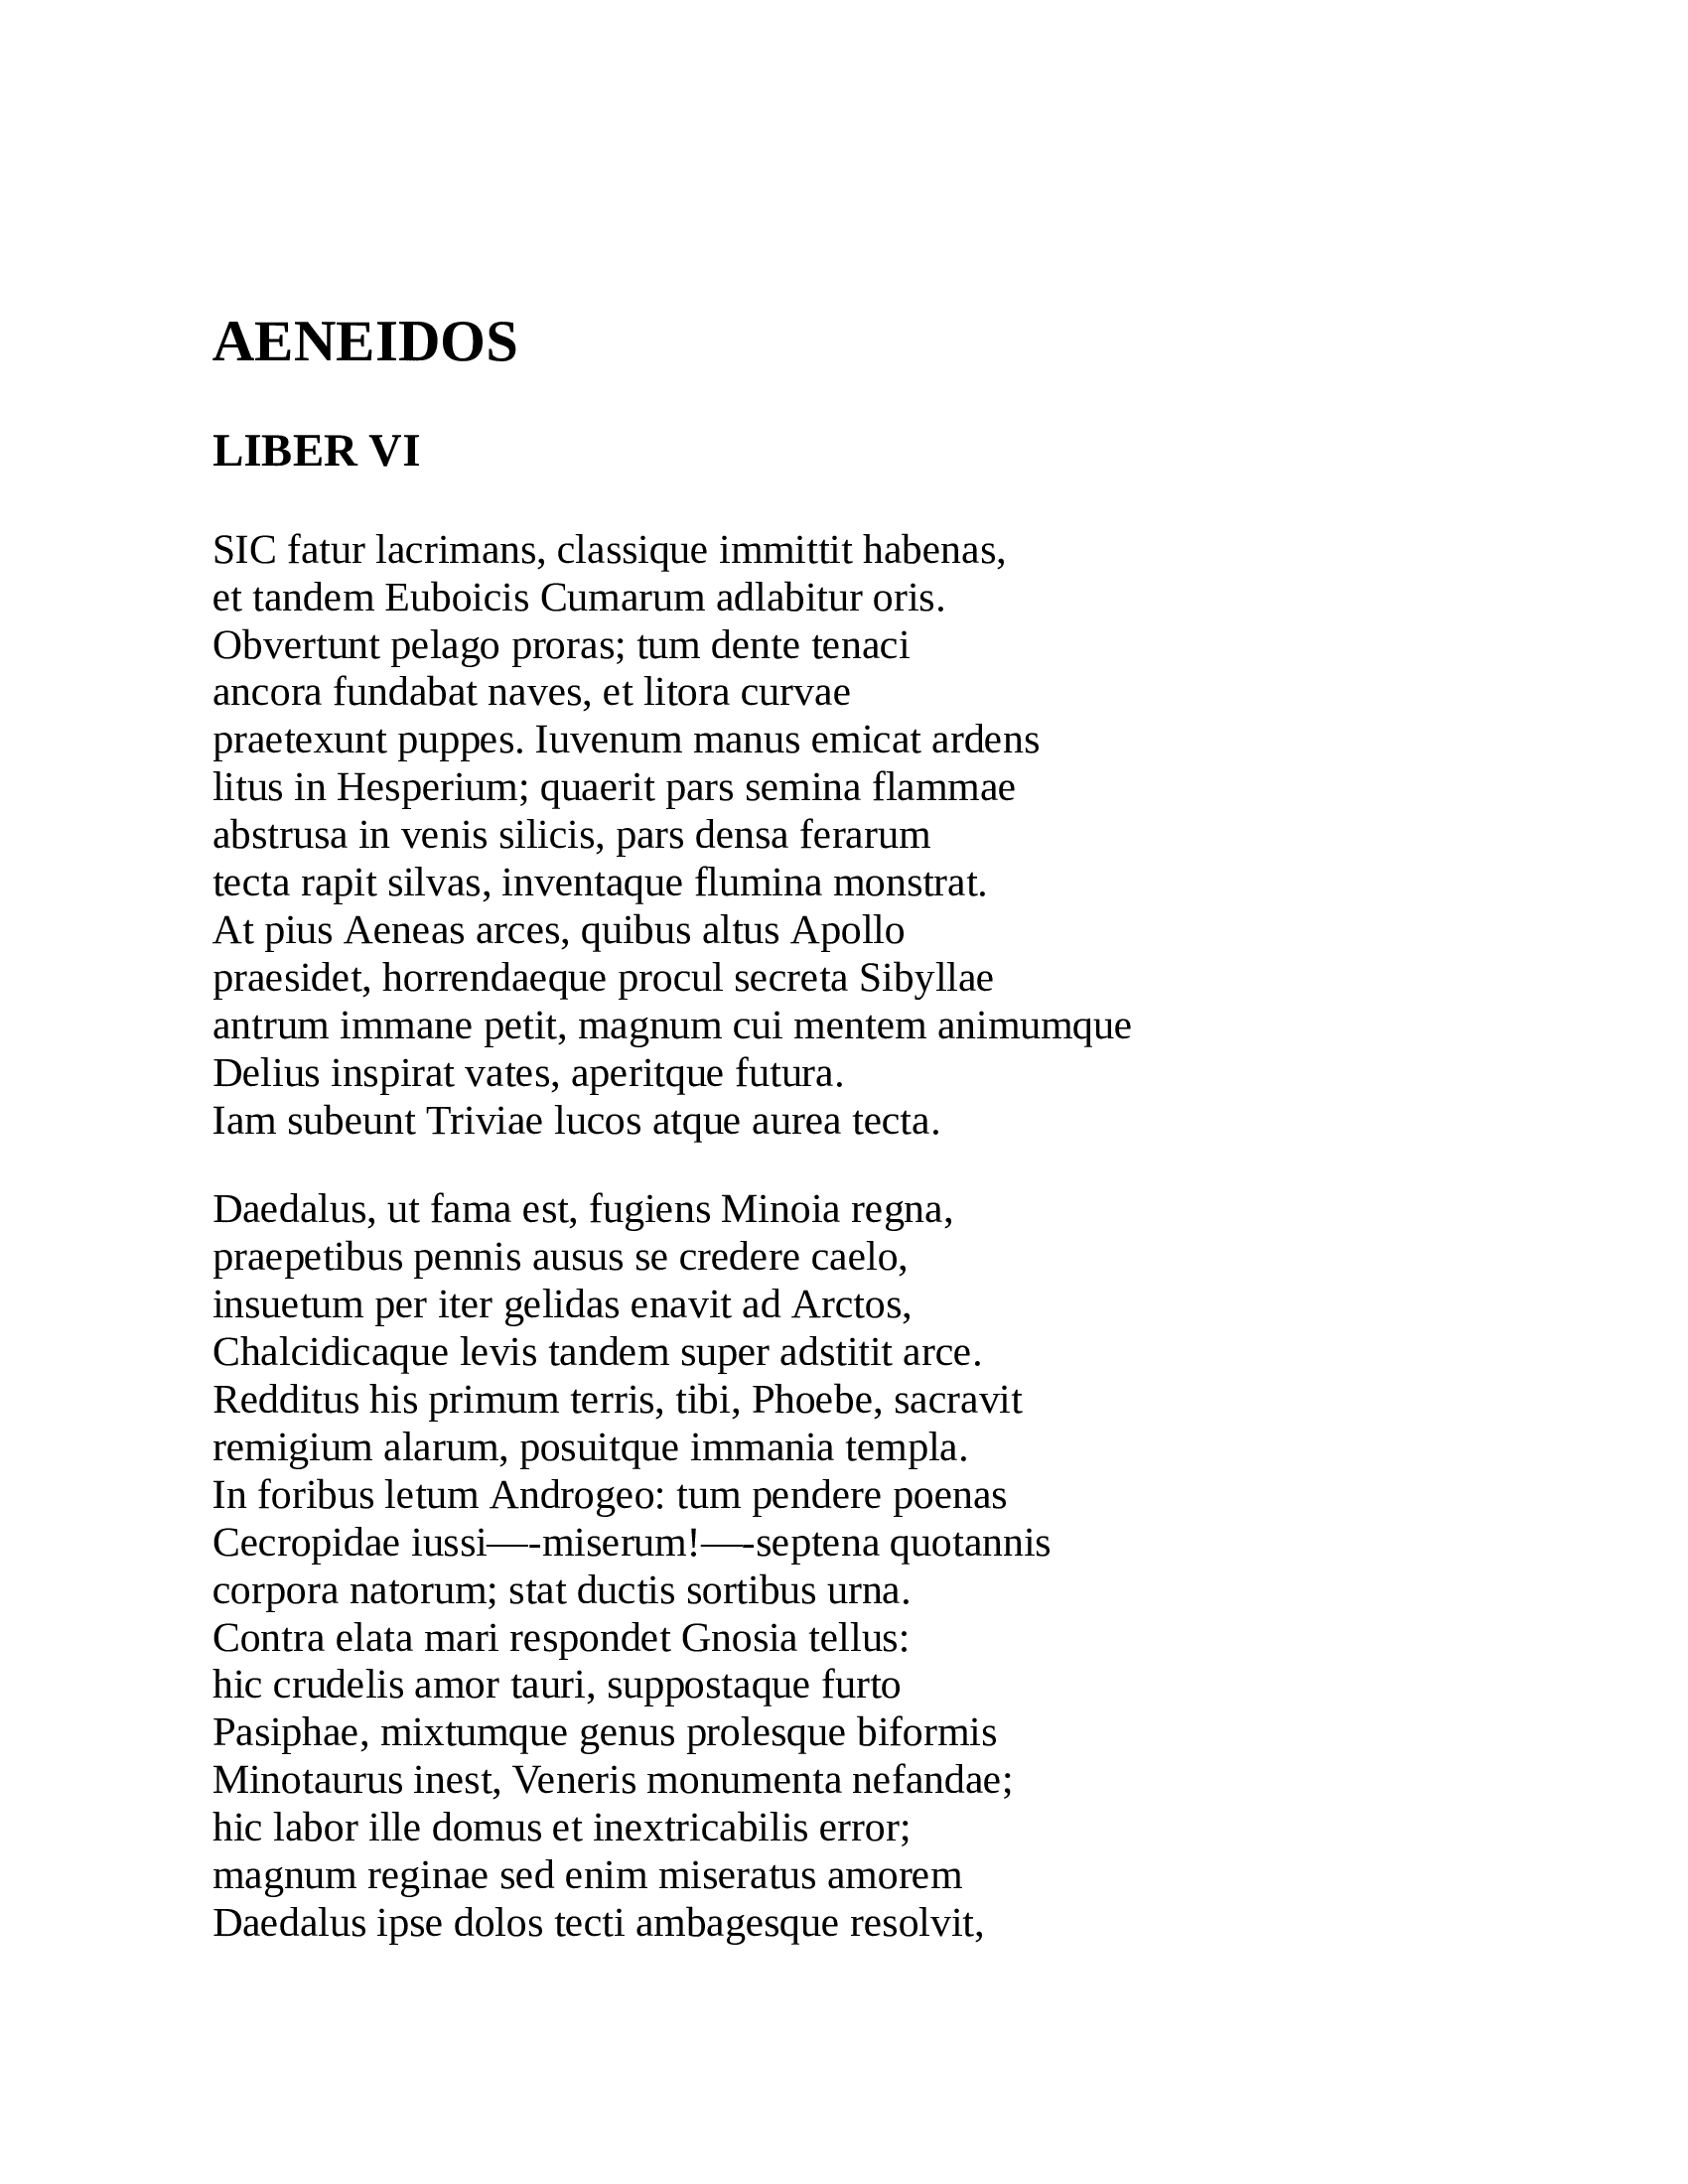 AENEIDOS
LIBER VI
SIC fatur lacrimans, classique immittit habenas,
et tandem Euboicis Cumarum adlabitur oris.
Obvertunt pelago proras; tum dente tenaci
ancora fundabat naves, et litora curvae
praetexunt puppes. Iuvenum manus emicat ardens
litus in Hesperium; quaerit pars semina flammae
abstrusa in venis silicis, pars densa ferarum
tecta rapit silvas, inventaque flumina monstrat.
At pius Aeneas arces, quibus altus Apollo
praesidet, horrendaeque procul secreta Sibyllae
antrum immane petit, magnum cui mentem animumque
Delius inspirat vates, aperitque futura.
Iam subeunt Triviae lucos atque aurea tecta.
Daedalus, ut fama est, fugiens Minoia regna,
praepetibus pennis ausus se credere caelo,
insuetum per iter gelidas enavit ad Arctos,
Chalcidicaque levis tandem super adstitit arce.
Redditus his primum terris, tibi, Phoebe, sacravit
remigium alarum, posuitque immania templa.
In foribus letum Androgeo: tum pendere poenas
Cecropidae iussi—-miserum!—-septena quotannis
corpora natorum; stat ductis sortibus urna.
Contra elata mari respondet Gnosia tellus:
hic crudelis amor tauri, suppostaque furto
Pasiphae, mixtumque genus prolesque biformis
Minotaurus inest, Veneris monumenta nefandae;
hic labor ille domus et inextricabilis error;
magnum reginae sed enim miseratus amorem
Daedalus ipse dolos tecti ambagesque resolvit,